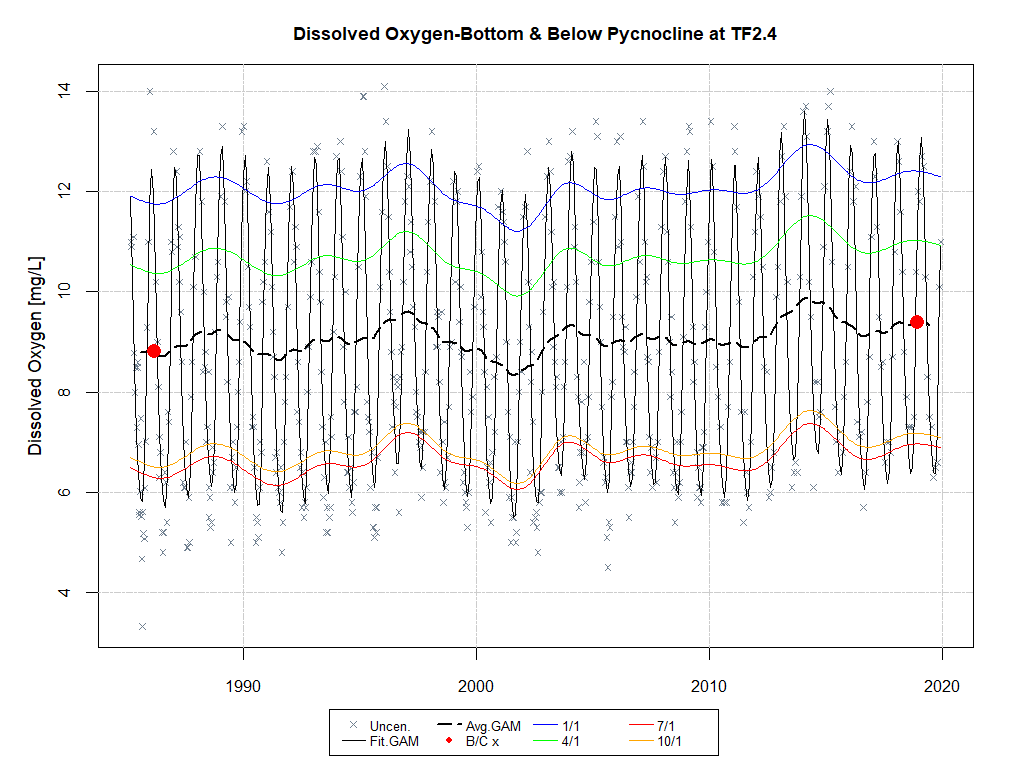 Dissolved Oxygen-Bottom & Below Pycnocline at TF2.4
Dissolved Oxygen [mg/L]
14
12
10
8
6
4
1990 2000 2010 2020
Uncen. Avg.GAM 1/1 7/1
Fit.GAM B/C x 4/1 10/1